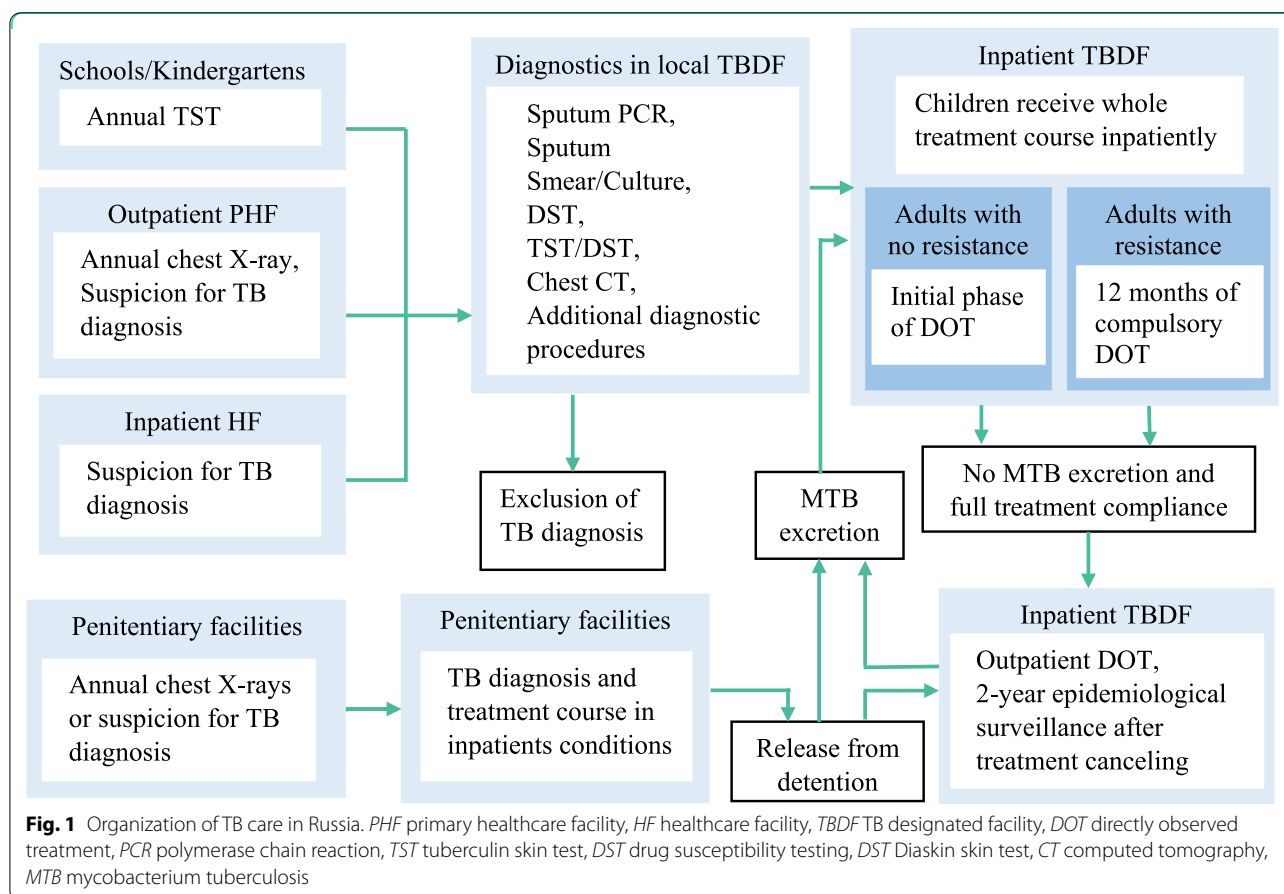 Schools/Kindergartens
Annual TST
Outpatient PHF
Annual chest X-ray,
Suspicion for TB
diagnosis
Inpatient HF
Suspicion for TB
diagnosis
Diagnostics in local TBDF
Sputum PCR,
Sputum
Smear/Culture,
DST,
TST/DST,
Chest CT,
Additional diagnostic
procedures
Exclusion of
TB diagnosis
Inpatient TBDF
Children receive whole
treatment course inpatiently
Adults with
no resistance
Initial phase
of DOT
Adults with
resistance
12 months of
compulsory
DOT
MTB
excretion
No MTB excretion and
full treatment compliance
Penitentiary facilities
Annual chest X-rays
or suspicion for TB
diagnosis
Penitentiary facilities
TB diagnosis and
treatment course in
inpatients conditions
Release from
detention
Inpatient TBDF
Outpatient DOT,
2-year epidemiological
surveillance after
treatment canceling
Fig. 1 Organization of TB care in Russia. PHF primary healthcare facility, HF healthcare facility, TBDF TB designated facility, DOT directly observed
treatment, PCR polymerase chain reaction, TST tuberculin skin test, DST drug susceptibility testing, DST Diaskin skin test, CT computed tomography,
MTB mycobacterium tuberculosis